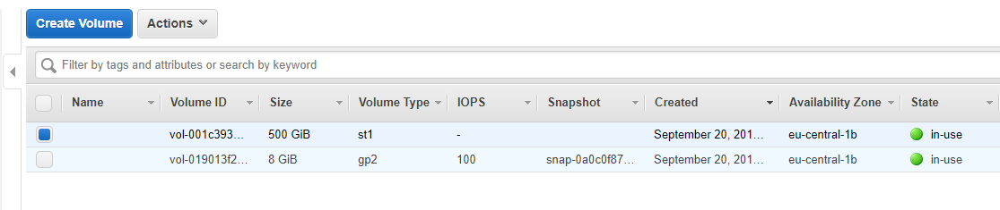 Create Volume Actions
Filter by tags and attributes or search by keyword
Name Volume ID Size Volume Type IOPS Snapshot Created Availability Zone State
vol-001c393... 500 GiB st1 - September 20, 201... eu-central-1b in-use
vol-019013f2... 8 GiB gp2 100 snap-0a0c0f87... September 20, 201... eu-central-1b in-use